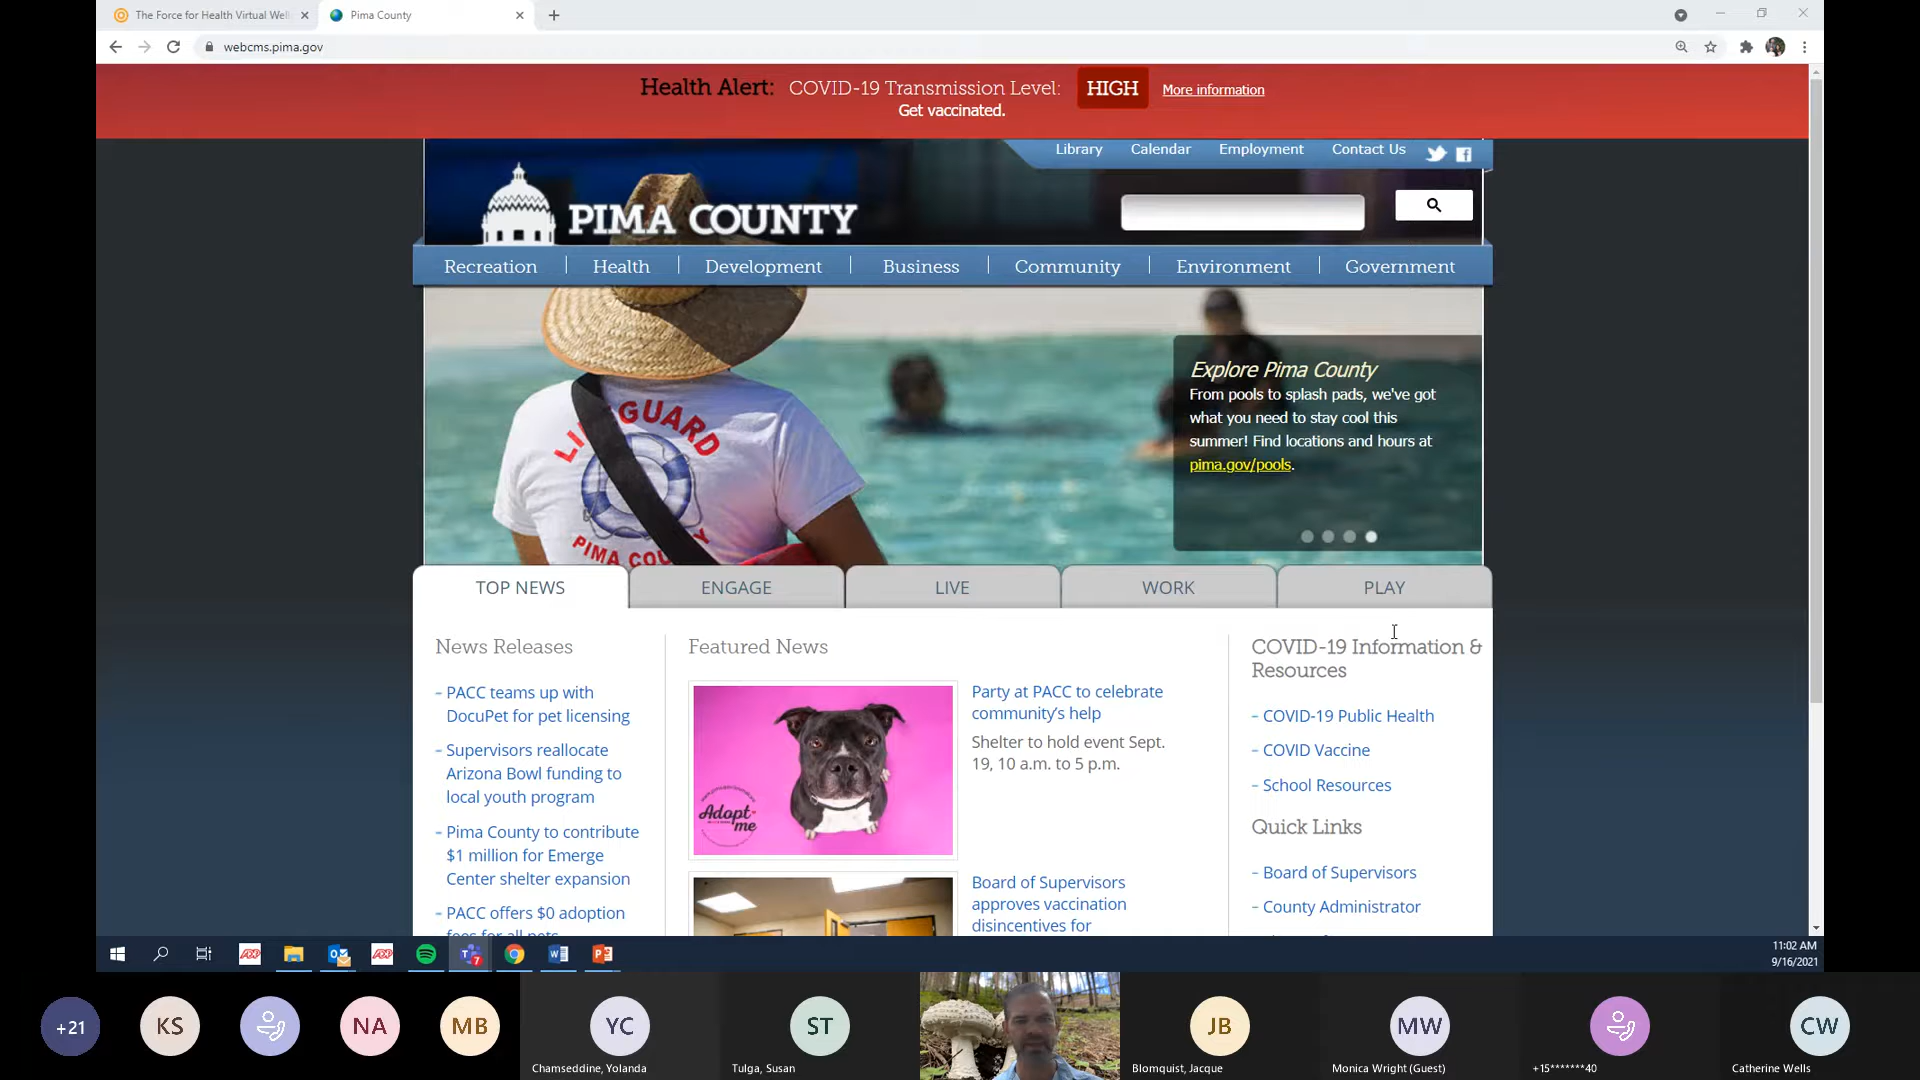 The Force for Health Virtual Well
Pima County
webcms.pima.gov
Health Alert: COVID-19 Transmission Level: HIGH More information
Get vaccinated.
Library Calendar Employment Contact Us
PIMA COUNTY
Recreation Health Development Business Community Environment Government
GUARD
PIMA COU
Explore Pima County
From pools to splash pads, we've got
what you need to stay cool this
summer! Find locations and hours at
pima.gov/pools.
TOP NEWS ENGAGE LIVE WORK PLAY
News Releases
- PACC teams up with
DocuPet for pet licensing
- Supervisors reallocate
Arizona Bowl funding to
local youth program
- Pima County to contribute
$1 million for Emerge
Center shelter expansion
- PACC offers $0 adoption
fees for all pets
Featured News
Adopt
me
Party at PACC to celebrate
community's help
Shelter to hold event Sept.
19, 10 a.m. to 5 p.m.
Board of Supervisors
approves vaccination
disincentives for
COVID-19 Information &
Resources
- COVID-19 Public Health
- COVID Vaccine
- School Resources
Quick Links
- Board of Supervisors
- County Administrator
11:02 AM
9/16/2021
+21
KS
NA
MB
YC
Chamseddine, Yolanda
ST
Tulga, Susan
JB
Blomquist, Jacque
MW
Monica Wright (Guest)
+15*******40
CW
Catherine Wells